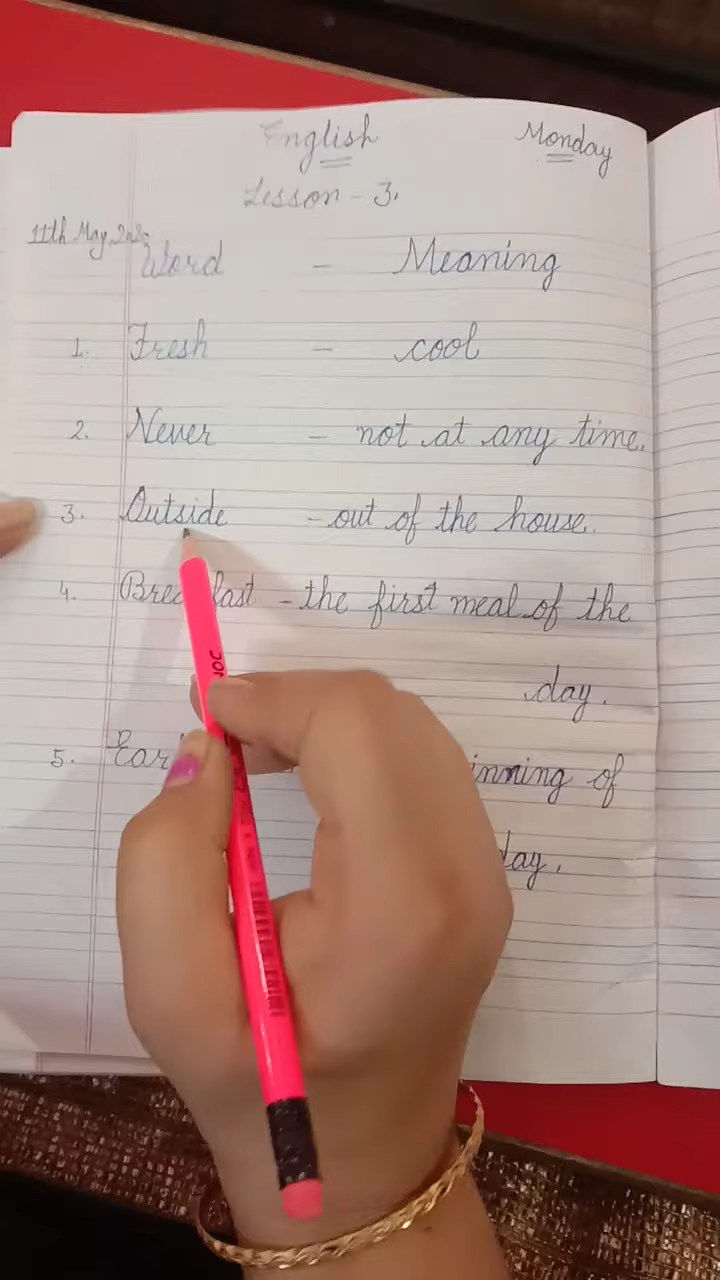 English Monday
Lesson - 3.
11th May
Word - Meaning
1. Fresh - cool
2. Never - not at any time.
3. Outside - out of the house.
4. - the first meal of the
day.
5. of
day.